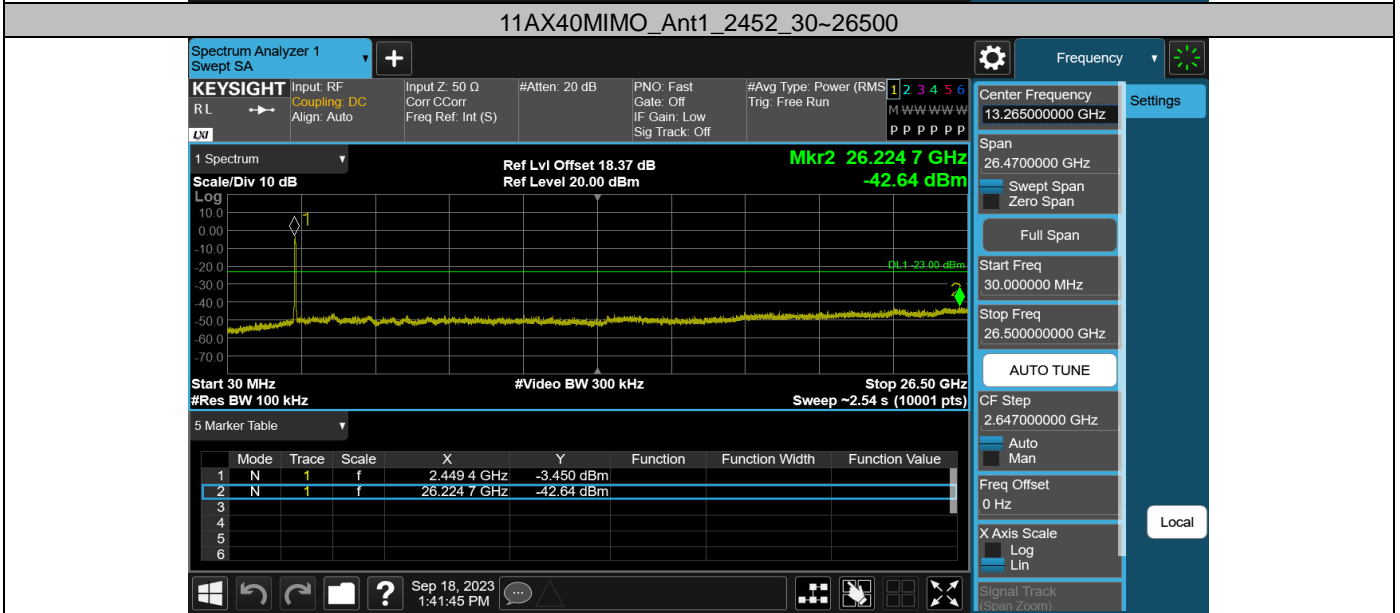 11AX40MIMO_Ant1_2452_30~26500
Spectrum Analyzer 1
Swept SA
+
Frequency
KEYSIGHT
RL
LXI
Input: RF
Coupling: DC
Align: Auto
Input Z: 50 Ω
Corr CCorr
Freq Ref: Int (S)
#Atten: 20 dB
PNO: Fast
Gate: Off
IF Gain: Low
Sig Track: Off
#Avg Type: Power (RMS
Trig: Free Run
1 2 3 4 5 6
M W W W W W
P P P P P P
1 Spectrum
Scale/Div 10 dB
Ref Lvl Offset 18.37 dB
Ref Level 20.00 dBm
Mkr2 26.224 7 GHz
-42.64 dBm
Log
10.0
0.00
-10.0
-20.0
-30.0
-40.0
-50.0
-60.0
-70.0
1
DL1 -23.00 dBm
2
Start 30 MHz
#Video BW 300 kHz
Stop 26.50 GHz
#Res BW 100 kHz
Sweep ~2.54 s (10001 pts)
5 Marker Table
Mode Trace Scale X Y Function Function Width Function Value
1 N 1 f 2.449 4 GHz -3.450 dBm
2 N 1 f 26.224 7 GHz -42.64 dBm
3
4
5
6
Center Frequency
13.265000000 GHz
Span
26.4700000 GHz
Swept Span
Zero Span
Full Span
Start Freq
30.000000 MHz
Stop Freq
26.500000000 GHz
AUTO TUNE
CF Step
2.647000000 GHz
Auto
Man
Freq Offset
0 Hz
X Axis Scale
Log
Lin
Signal Track
(Span Zoom)
Settings
Local
?
Sep 18, 2023
1:41:45 PM